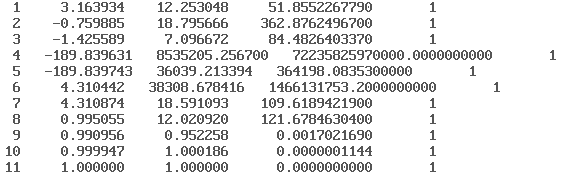 1 3.163934 12.253048 51.8552267790 1
2 -0.759885 18.795666 362.8762496700 1
3 -1.425589 7.096672 84.4826403370 1
4 -189.839631 8535205.256700 72235825970000.0000000000 1
5 -189.839743 36039.213394 364198.0835300000 1
6 4.310442 38308.678416 1466131753.2000000000 1
7 4.310874 18.591093 109.6189421900 1
8 0.995055 12.020920 121.6784630400 1
9 0.990956 0.952258 0.0017021690 1
10 0.999947 1.000186 0.0000001144 1
11 1.000000 1.000000 0.0000000000 1